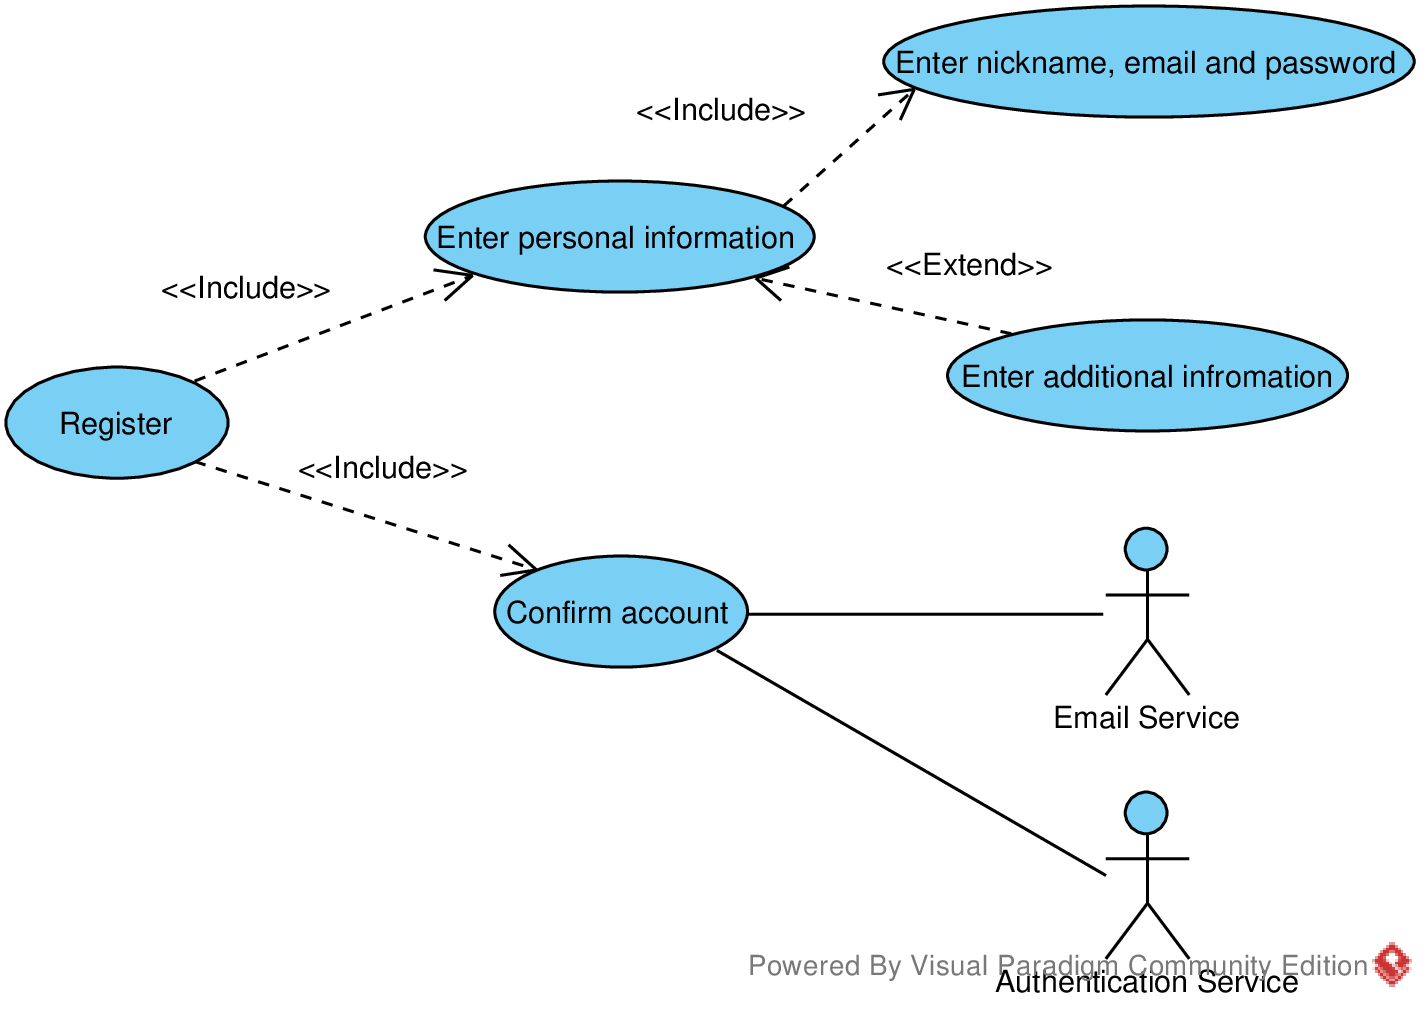 Enter nickname, email and password
<<Include>>
Enter personal information
<<Extend>>
<<Include>>
Enter additional infromation
Register
<<Include>>
Confirm account
Email Service
Powered By Visual Paradigm Community Edition
Authentication Service